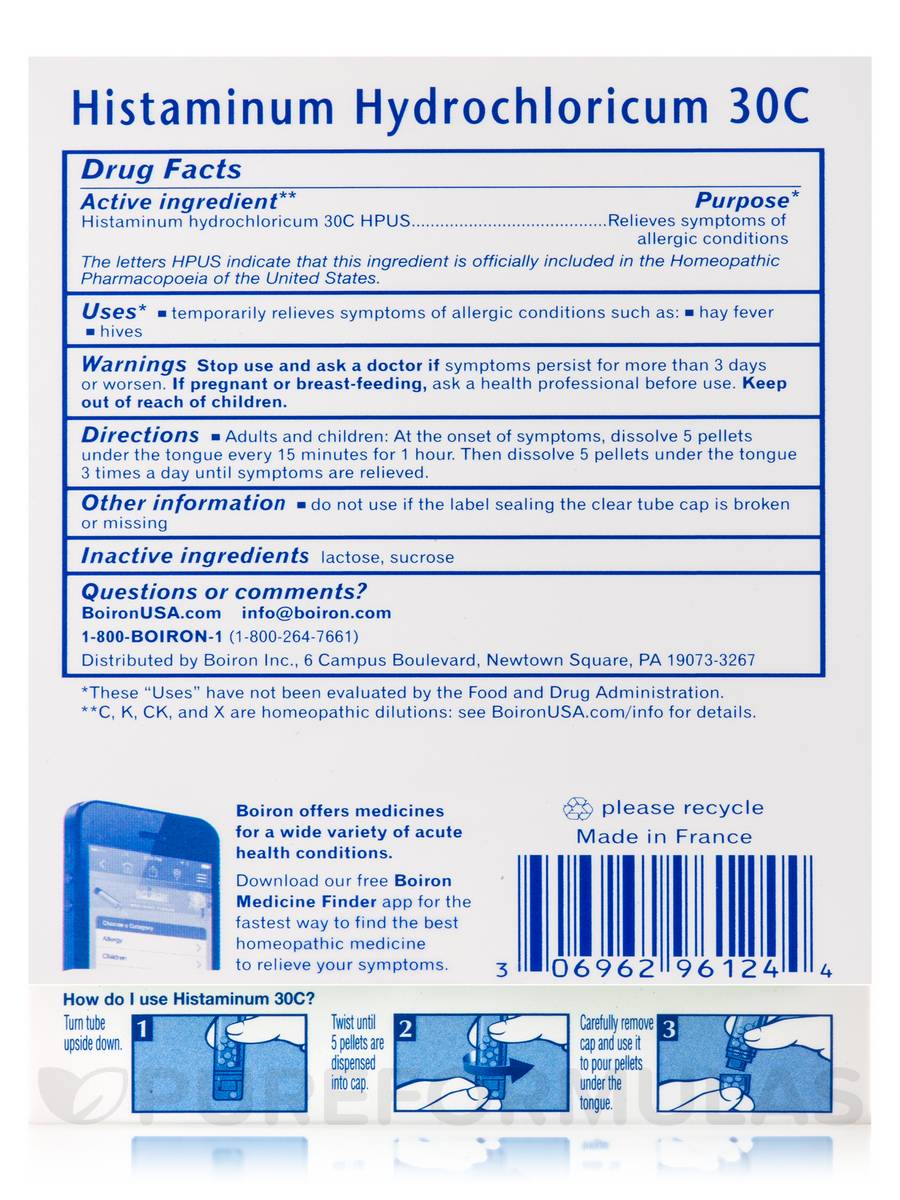 Histaminum Hydrochloricum 30C
Drug Facts
Active ingredient** Purpose*
Histaminum hydrochloricum 30C HPUS.........................................Relieves symptoms of
allergic conditions
The letters HPUS indicate that this ingredient is officially included in the Homeopathic
Pharmacopoeia of the United States.
Uses* ■ temporarily relieves symptoms of allergic conditions such as: ■ hay fever
■ hives
Warnings Stop use and ask a doctor if symptoms persist for more than 3 days
or worsen. If pregnant or breast-feeding, ask a health professional before use. Keep
out of reach of children.
Directions ■ Adults and children: At the onset of symptoms, dissolve 5 pellets
under the tongue every 15 minutes for 1 hour. Then dissolve 5 pellets under the tongue
3 times a day until symptoms are relieved.
Other information ■ do not use if the label sealing the clear tube cap is broken
or missing
Inactive ingredients lactose, sucrose
Questions or comments?
BoironUSA.com info@boiron.com
1-800-BOIRON-1 (1-800-264-7661)
Distributed by Boiron Inc., 6 Campus Boulevard, Newtown Square, PA 19073-3267
*These “Uses” have not been evaluated by the Food and Drug Administration.
**C, K, CK, and X are homeopathic dilutions: see BoironUSA.com/info for details.
Choose a Category
Allergy
Children
Boiron offers medicines
for a wide variety of acute
health conditions.
Download our free Boiron
Medicine Finder app for the
fastest way to find the best
homeopathic medicine
to relieve your symptoms.
please recycle
Made in France
3 06962 96124 4
How do I use Histaminum 30C?
Turn tube
upside down.
1
Twist until
5 pellets are
dispensed
into cap.
2
Carefully remove
cap and use it
to pour pellets
under the
tongue.
3
PUREFORMULAS